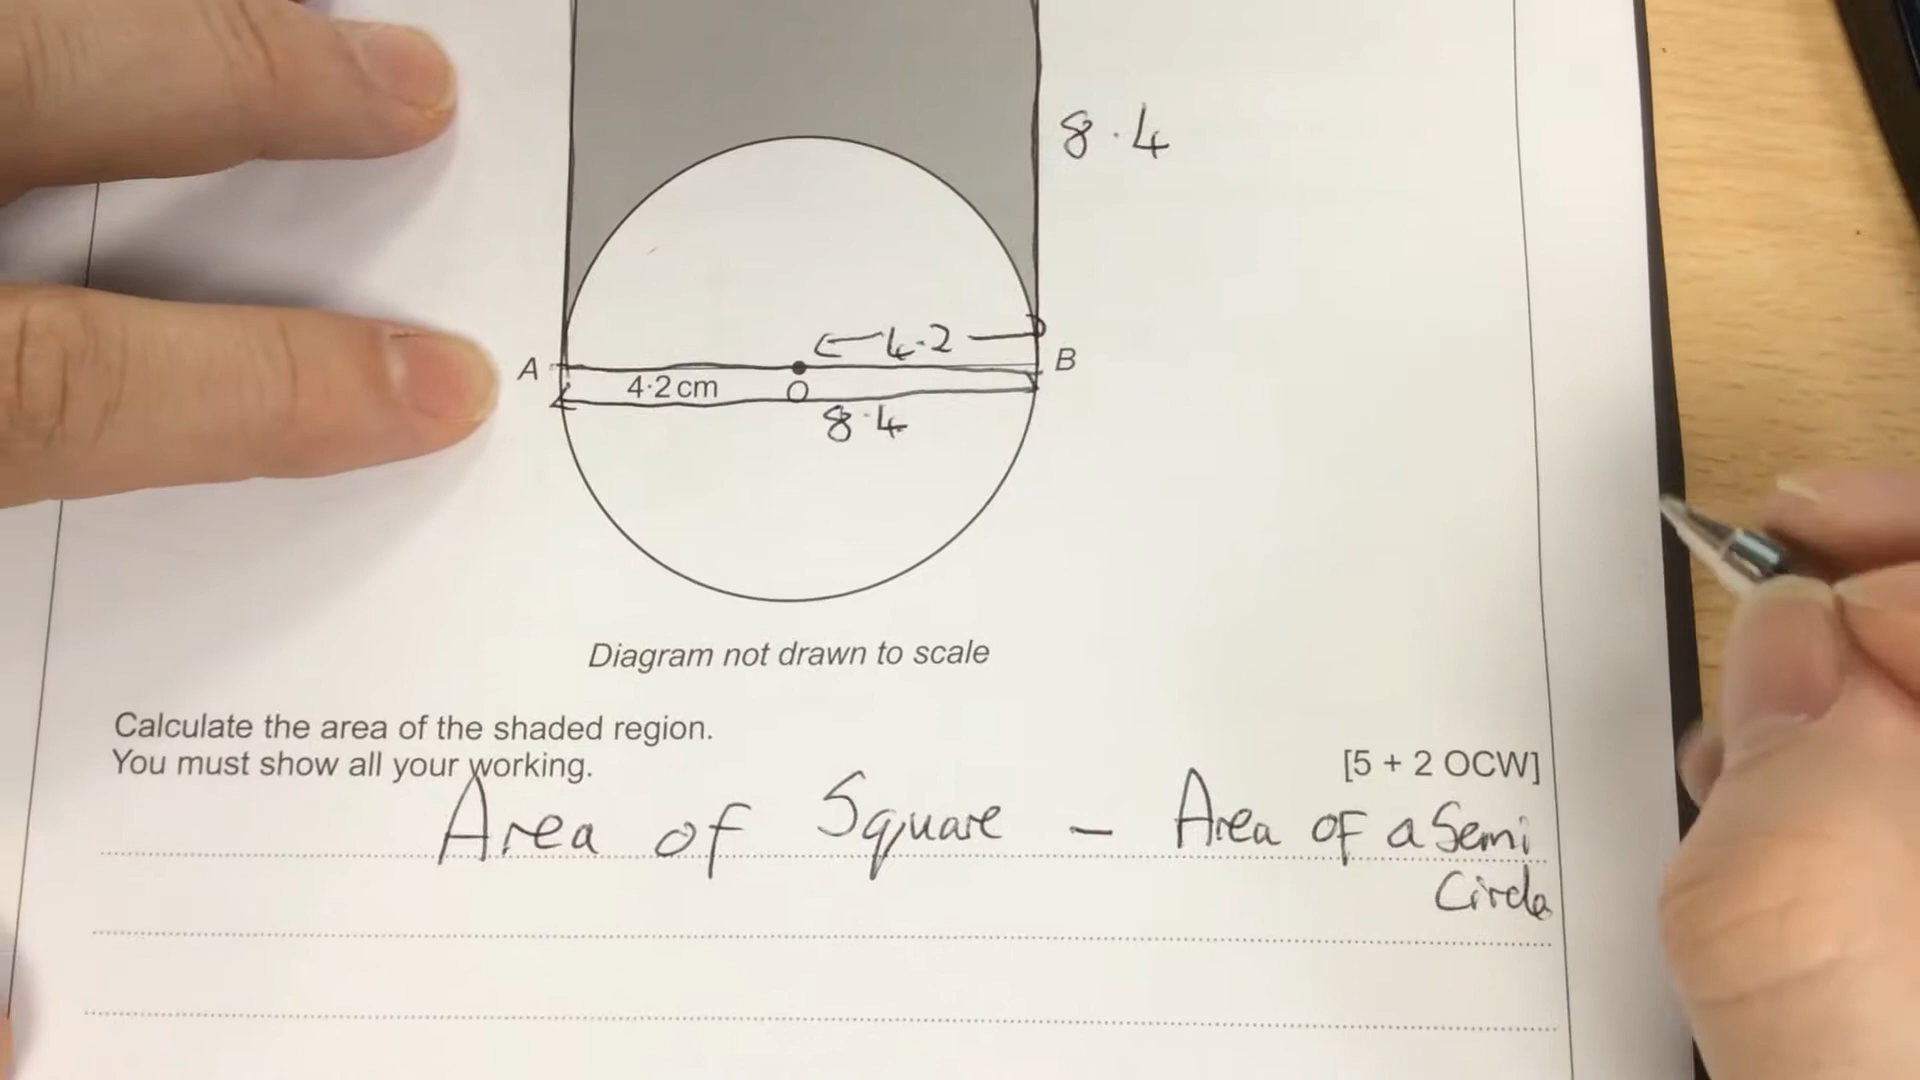 8.4
4.2
A
B
4.2 cm
O
8.4
Diagram not drawn to scale
Calculate the area of the shaded region.
You must show all your working.
[5 + 2 OCW]
Area of Square - Area of a Semi
Circle